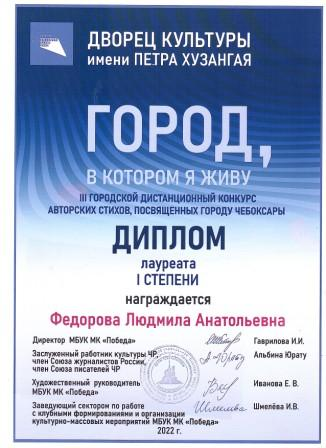 ДВОРЕЦ КУЛЬТУРЫ
имени ПЕТРА ХУЗАНГАЯ
ГОРОД,
В КОТОРОМ Я ЖИВУ
III ГОРОДСКОЙ ДИСТАНЦИОННЫЙ КОНКУРС
АВТОРСКИХ СТИХОВ, ПОСВЯЩЕННЫХ ГОРОДУ ЧЕБОКСАРЫ
ДИПЛОМ
лауреата
I СТЕПЕНИ
награждается
Федорова Людмила Анатольевна
Директор МБУК МК «Победа» Гаврилова И.И.
Заслуженный работник культуры ЧР, Альбина Юрату
член Союза журналистов России,
член Союза писателей ЧР
Художественный руководитель Иванова Е. В.
МБУК МК «Победа»
Заведующий сектором по работе Шмелёва И.В.
с клубными формированиями и организации
культурно-массовых мероприятий МБУК МК «Победа»
2022 г.